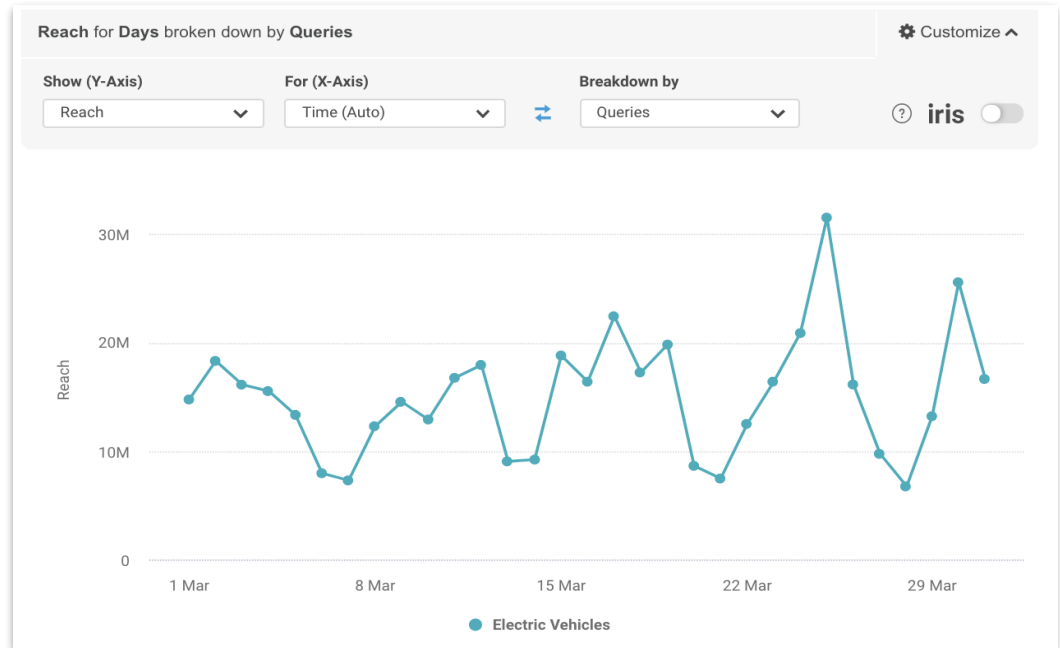 Reach for Days broken down by Queries
Customize
Show (Y-Axis)
For (X-Axis)
Breakdown by
Reach
Time (Auto)
Queries
?
iris
30M
20M
10M
0
Reach
1 Mar
8 Mar
15 Mar
22 Mar
29 Mar
Electric Vehicles